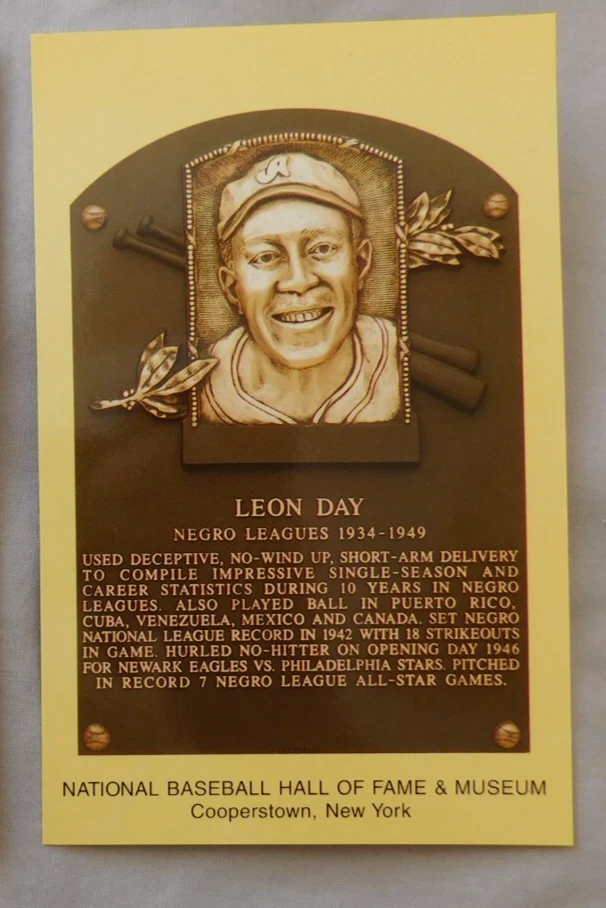 LEON DAY
NEGRO LEAGUES 1934-1949
USED DECEPTIVE, NO-WIND UP, SHORT-ARM DELIVERY
TO COMPILE IMPRESSIVE SINGLE-SEASON AND
CAREER STATISTICS DURING 10 YEARS IN NEGRO
LEAGUES. ALSO PLAYED BALL IN PUERTO RICO,
CUBA, VENEZUELA, MEXICO AND CANADA. SET NEGRO
NATIONAL LEAGUE RECORD IN 1942 WITH 18 STRIKEOUTS
IN GAME. HURLED NO-HITTER ON OPENING DAY 1946
FOR NEWARK EAGLES VS. PHILADELPHIA STARS. PITCHED
IN RECORD 7 NEGRO LEAGUE ALL-STAR GAMES.
NATIONAL BASEBALL HALL OF FAME & MUSEUM
Cooperstown, New York